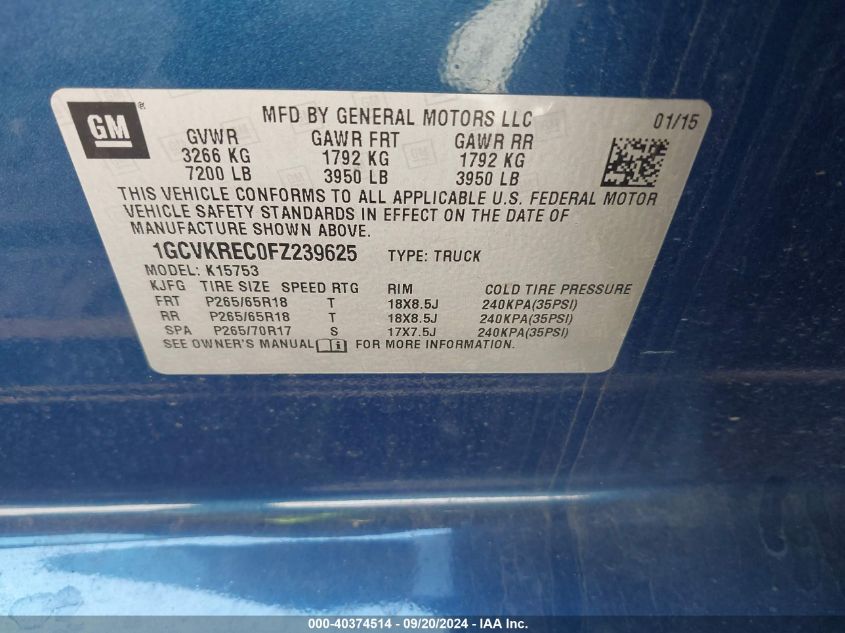 GM® MFD BY GENERAL MOTORS LLC 01/15
GVWR GAWR FRT GAWR RR
3266 KG 1792 KG 1792 KG
7200 LB 3950 LB 3950 LB
THIS VEHICLE CONFORMS TO ALL APPLICABLE U.S. FEDERAL MOTOR
VEHICLE SAFETY STANDARDS IN EFFECT ON THE DATE OF
MANUFACTURE SHOWN ABOVE.
1GCVKREC0FZ239625 TYPE: TRUCK
MODEL: K15753
KJFG TIRE SIZE SPEED RTG RIM COLD TIRE PRESSURE
FRT P265/65R18 T 18X8.5J 240KPA(35PSI)
RR P265/65R18 T 18X8.5J 240KPA(35PSI)
SPA P265/70R17 S 17X7.5J 240KPA(35PSI)
SEE OWNER'S MANUAL FOR MORE INFORMATION.
000-40374514 - 09/20/2024 - IAA Inc.